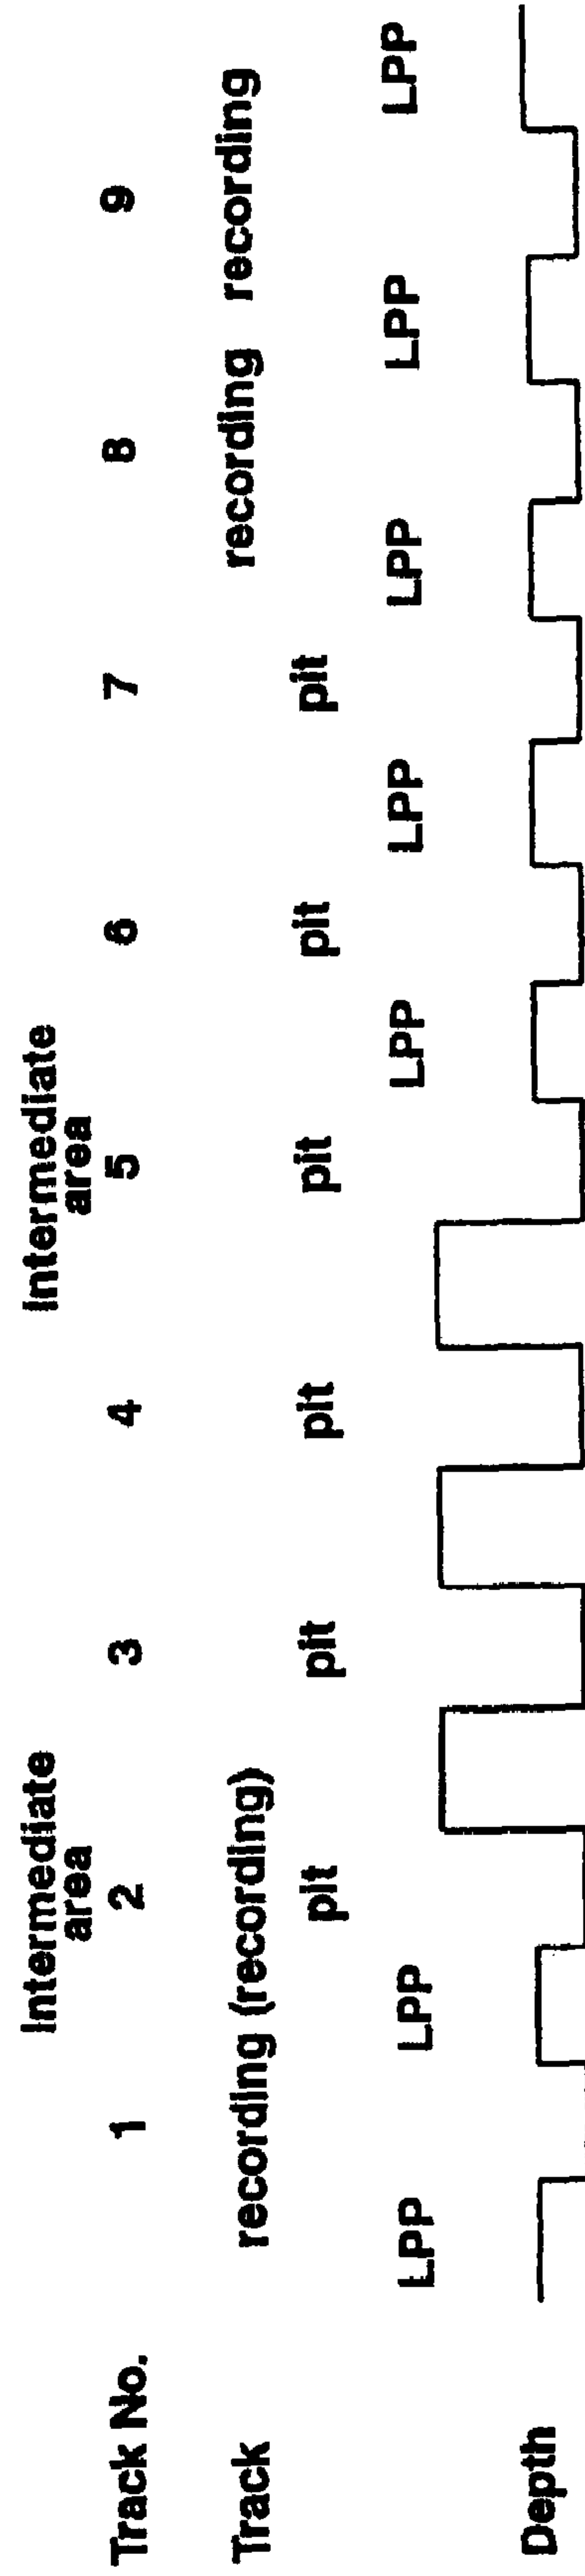 Intermediate Intermediate
area area
Track No. 1 2 3 4 5 6 7 8 9
Track recording (recording) recording recording
pit pit pit pit pit pit
LPP LPP LPP LPP LPP LPP LPP
Depth